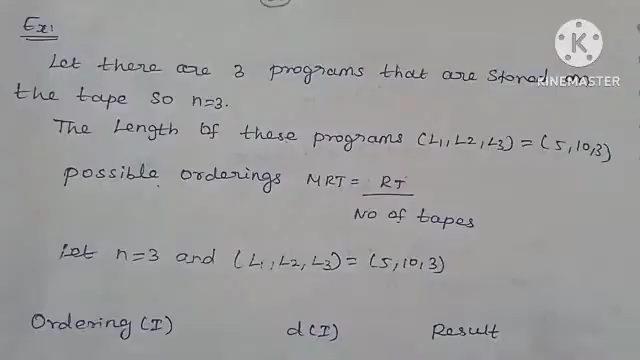 Ex:
Let there are 3 programs that are stored on
the tape so n=3.
The Length of these programs (L1, L2, L3) = (5, 10, 3)
possible orderings MRT = RT
No of tapes
Let n=3 and (L1, L2, L3) = (5, 10, 3)
Ordering (I) d(I) Result
K
KINEMASTER